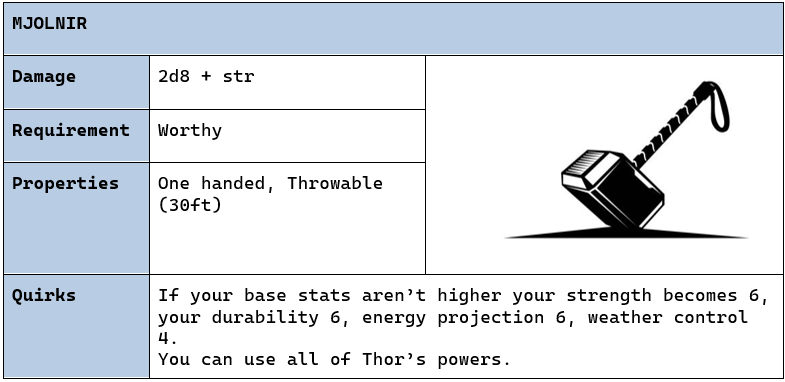 MJOLNIR
Damage
2d8 + str
Requirement
Worthy
Properties
One handed, Throwable
(30ft)
Quirks
If your base stats aren’t higher your strength becomes 6,
your durability 6, energy projection 6, weather control
4.
You can use all of Thor’s powers.